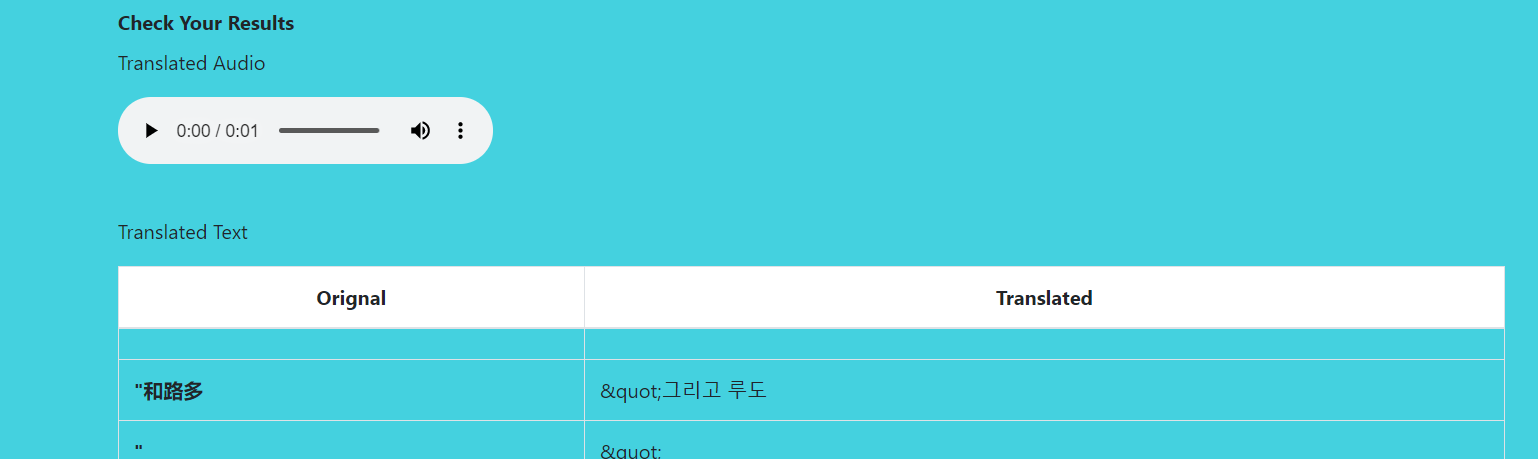 Check Your Results
Translated Audio
0:00 / 0:01
Translated Text
Orignal Translated
"和路多 &quot;그리고 루도
" &quot;